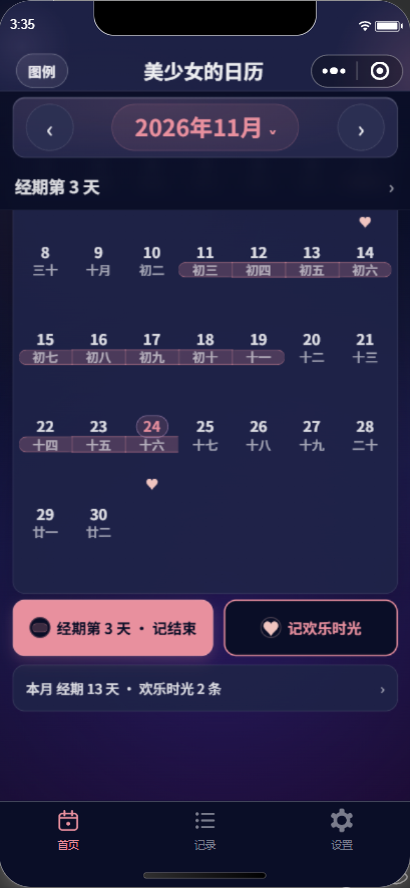 3:35
图例 美少女的日历
‹ 2026年11月 ›
经期第 3 天 ›
8 9 10 11 12 13 14
三十 十月 初二 初三 初四 初五 初六
15 16 17 18 19 20 21
初七 初八 初九 初十 十一 十二 十三
22 23 24 25 26 27 28
十四 十五 十六 十七 十八 十九 二十
29 30
廿一 廿二
经期第 3 天 · 记结束 记欢乐时光
本月 经期 13 天 · 欢乐时光 2 条 ›
首页 记录 设置